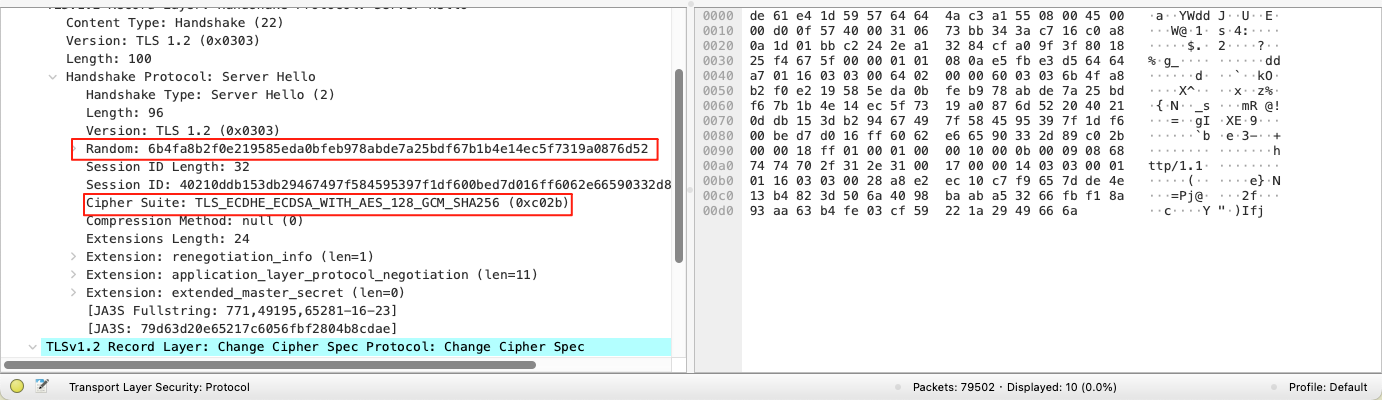 Content Type: Handshake (22)
Version: TLS 1.2 (0x0303)
Length: 100
Handshake Protocol: Server Hello
Handshake Type: Server Hello (2)
Length: 96
Version: TLS 1.2 (0x0303)
Random: 6b4fa8b2f0e219585eda0bfeb978abde7a25bdf67b1b4e14ec5f7319a0876d52
Session ID Length: 32
Session ID: 40210ddb153db29467497f584595397f1df600bed7d016ff6062e66590332d8
Cipher Suite: TLS_ECDHE_ECDSA_WITH_AES_128_GCM_SHA256 (0xc02b)
Compression Method: null (0)
Extensions Length: 24
Extension: renegotiation_info (len=1)
Extension: application_layer_protocol_negotiation (len=11)
Extension: extended_master_secret (len=0)
[JA3S Fullstring: 771,49195,65281-16-23]
[JA3S: 79d63d20e65217c6056fbf2804b8cdae]
TLSv1.2 Record Layer: Change Cipher Spec Protocol: Change Cipher Spec
0000 de 61 e4 1d 59 57 64 64 4a c3 a1 55 08 00 45 00 ·a··YWdd J··U··E·
0010 00 d0 0f 57 40 00 31 06 73 bb 34 3a c7 16 c0 a8 ···W@·1· s·4:····
0020 0a 1d 01 bb c2 24 2e a1 32 84 cf a0 9f 3f 80 18 ·····$.· 2····?··
0030 25 f4 67 5f 00 00 01 01 08 0a e5 fb e3 d5 64 64 %·g_···· ······dd
0040 a7 01 16 03 03 00 64 02 00 00 60 03 03 6b 4f a8 ······d· ··`··kO·
0050 b2 f0 e2 19 58 5e da 0b fe b9 78 ab de 7a 25 bd ····X^·· ··x··z%·
0060 f6 7b 1b 4e 14 ec 5f 73 19 a0 87 6d 52 20 40 21 ·{·N··_s ···mR @!
0070 0d db 15 3d b2 94 67 49 7f 58 45 95 39 7f 1d f6 ···=··gI ·XE·9···
0080 00 be d7 d0 16 ff 60 62 e6 65 90 33 2d 89 c0 2b ······`b ·e·3-··+
0090 00 00 18 ff 01 00 01 00 00 10 00 0b 00 09 08 68 ········ ·······h
00a0 74 74 70 2f 31 2e 31 00 17 00 00 14 03 03 00 01 ttp/1.1· ········
00b0 01 16 03 03 00 28 a8 e2 ec 10 c7 f9 65 7d de 4e ·····(·· ····e}·N
00c0 13 b4 82 3d 50 6a 40 98 ba ab a5 32 66 fb f1 8a ···=Pj@· ···2f···
00d0 93 aa 63 b4 fe 03 cf 59 22 1a 29 49 66 6a ··c····Y "·)Ifj
Transport Layer Security: Protocol
Packets: 79502 · Displayed: 10 (0.0%)
Profile: Default